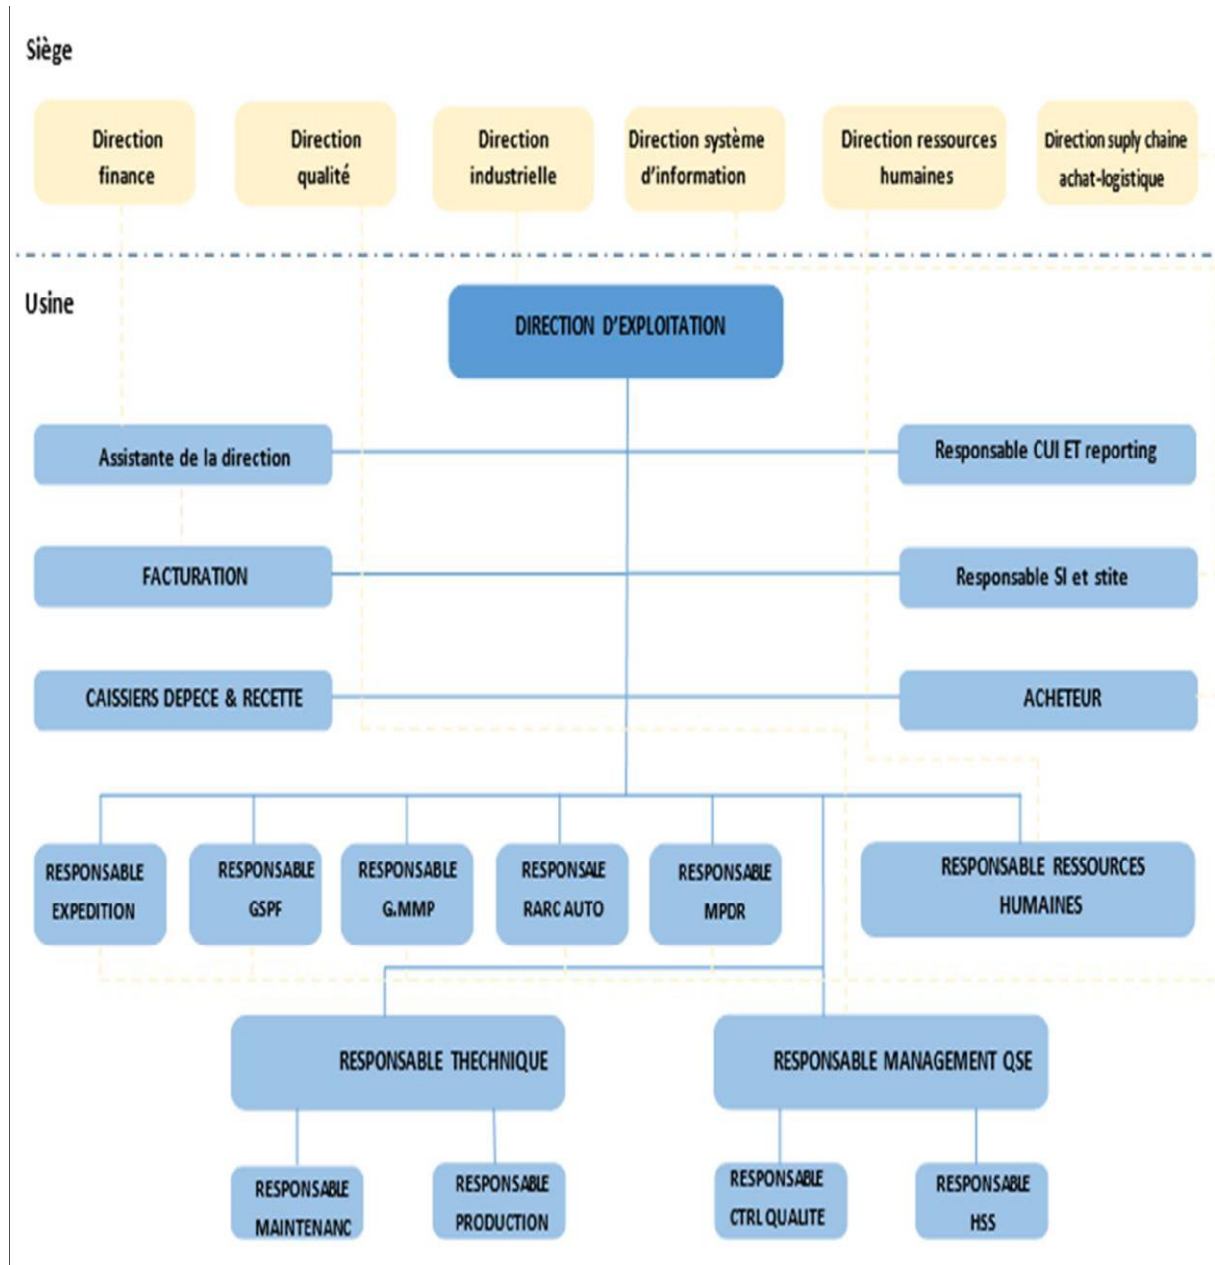 Siège
Direction
finance
Direction
qualité
Direction
industrielle
Direction système
d'information
Direction ressources
humaines
Direction suply chaine
achat-logistique
Usine
DIRECTION D'EXPLOITATION
Assistante de la direction
Responsable CUI ET reporting
FACTURATION
Responsable SI et stite
CAISSIERS DEPECE & RECETTE
ACHETEUR
RESPONSABLE
EXPEDITION
RESPONSABLE
GSPF
RESPONSABLE
G.MMP
RESPONSALE
RARC AUTO
RESPONSABLE
MPDR
RESPONSABLE RESSOURCES
HUMAINES
RESPONSABLE THECHNIQUE
RESPONSABLE MANAGEMENT QSE
RESPONSABLE
MAINTENANC
RESPONSABLE
PRODUCTION
RESPONSABLE
CTRL QUALITE
RESPONSABLE
HSS